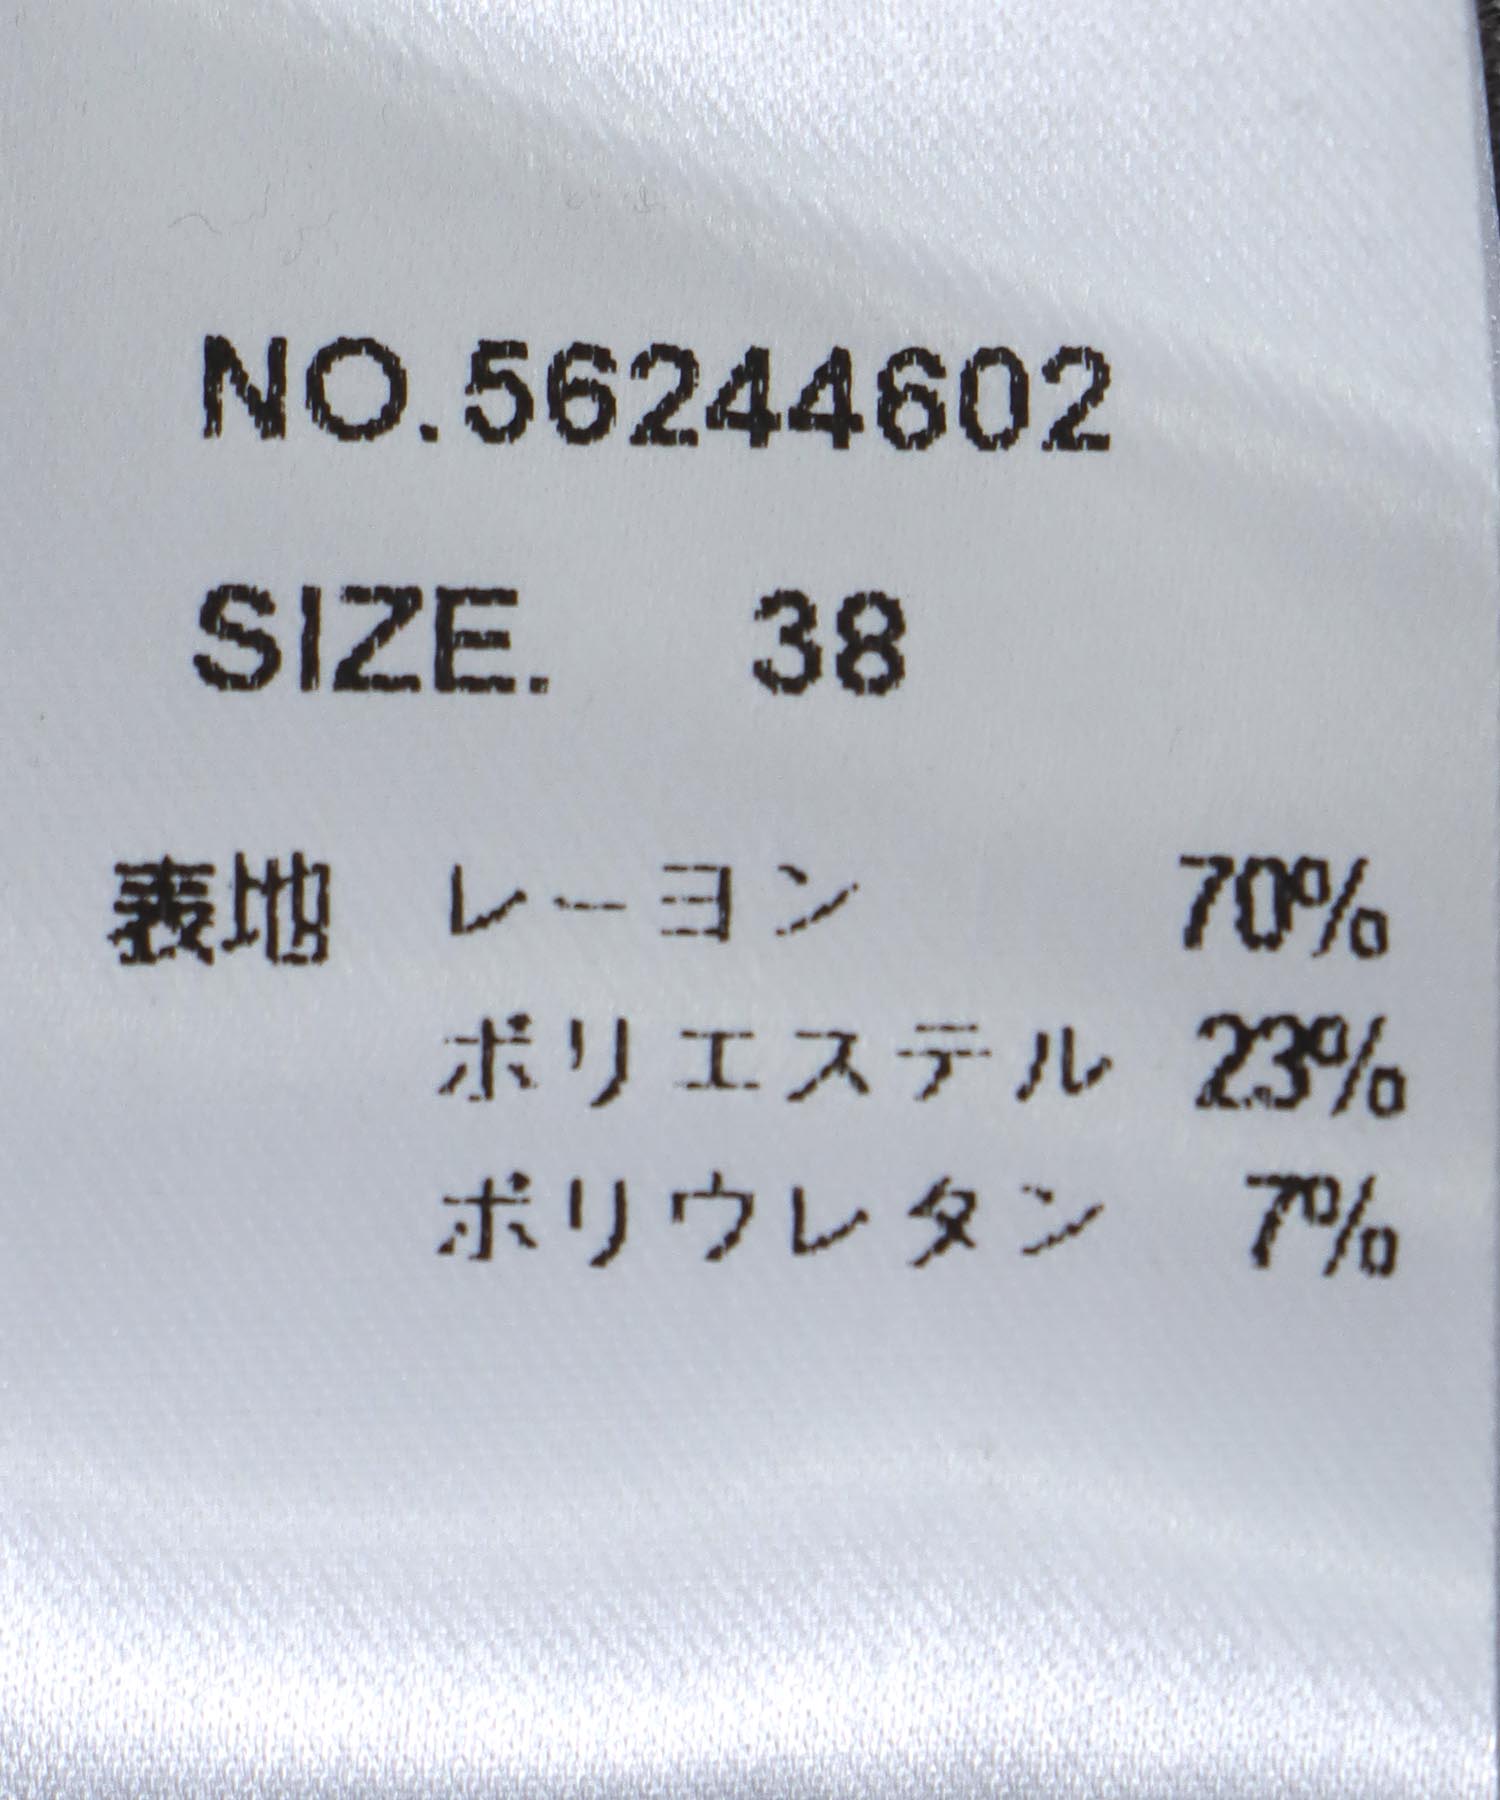 NO.56244602
SIZE. 38
表地 レーヨン 70%
ポリエステル 23%
ポリウレタン 7%